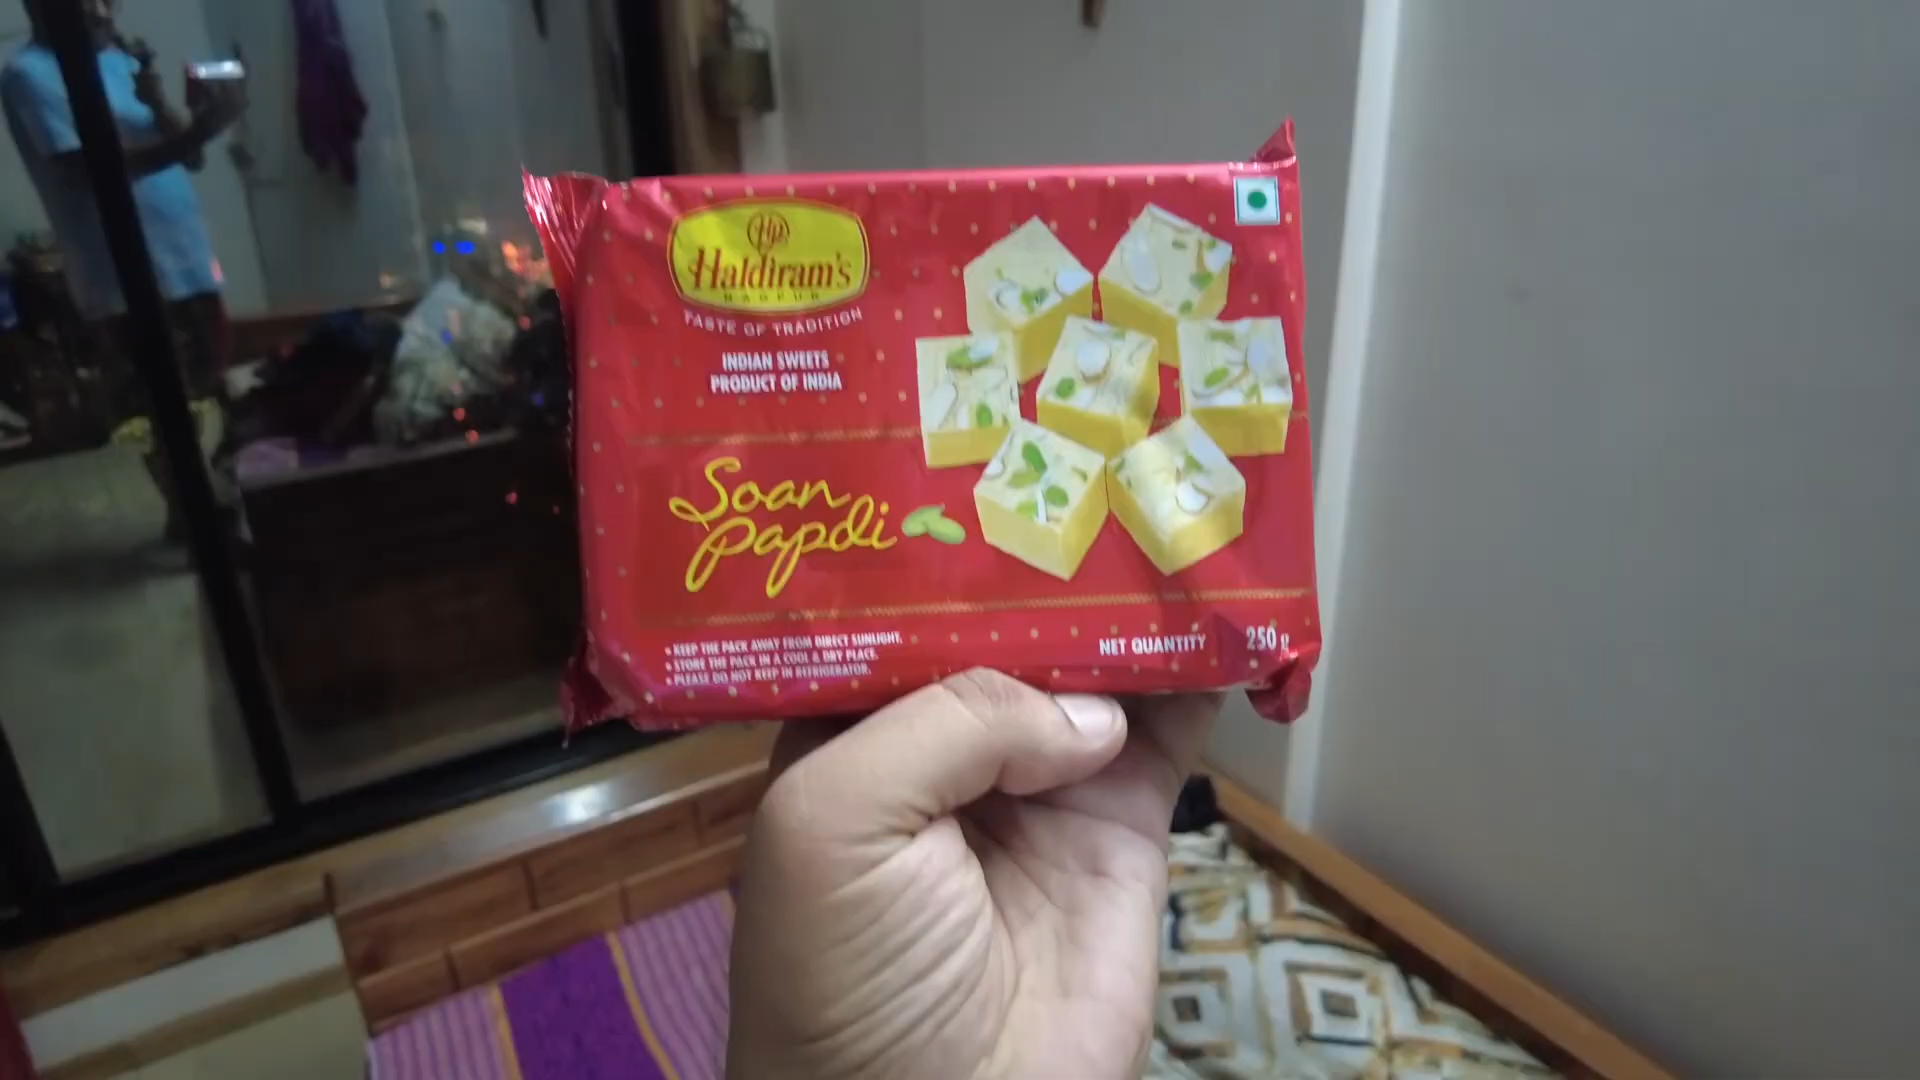 Hp
Haldiram's
NAGPUR
TASTE OF TRADITION
INDIAN SWEETS
PRODUCT OF INDIA
Soan
papdi
• KEEP THE PACK AWAY FROM DIRECT SUNLIGHT.
• STORE THE PACK IN A COOL & DRY PLACE.
• PLEASE DO NOT KEEP IN REFRIGERATOR.
NET QUANTITY 250 g